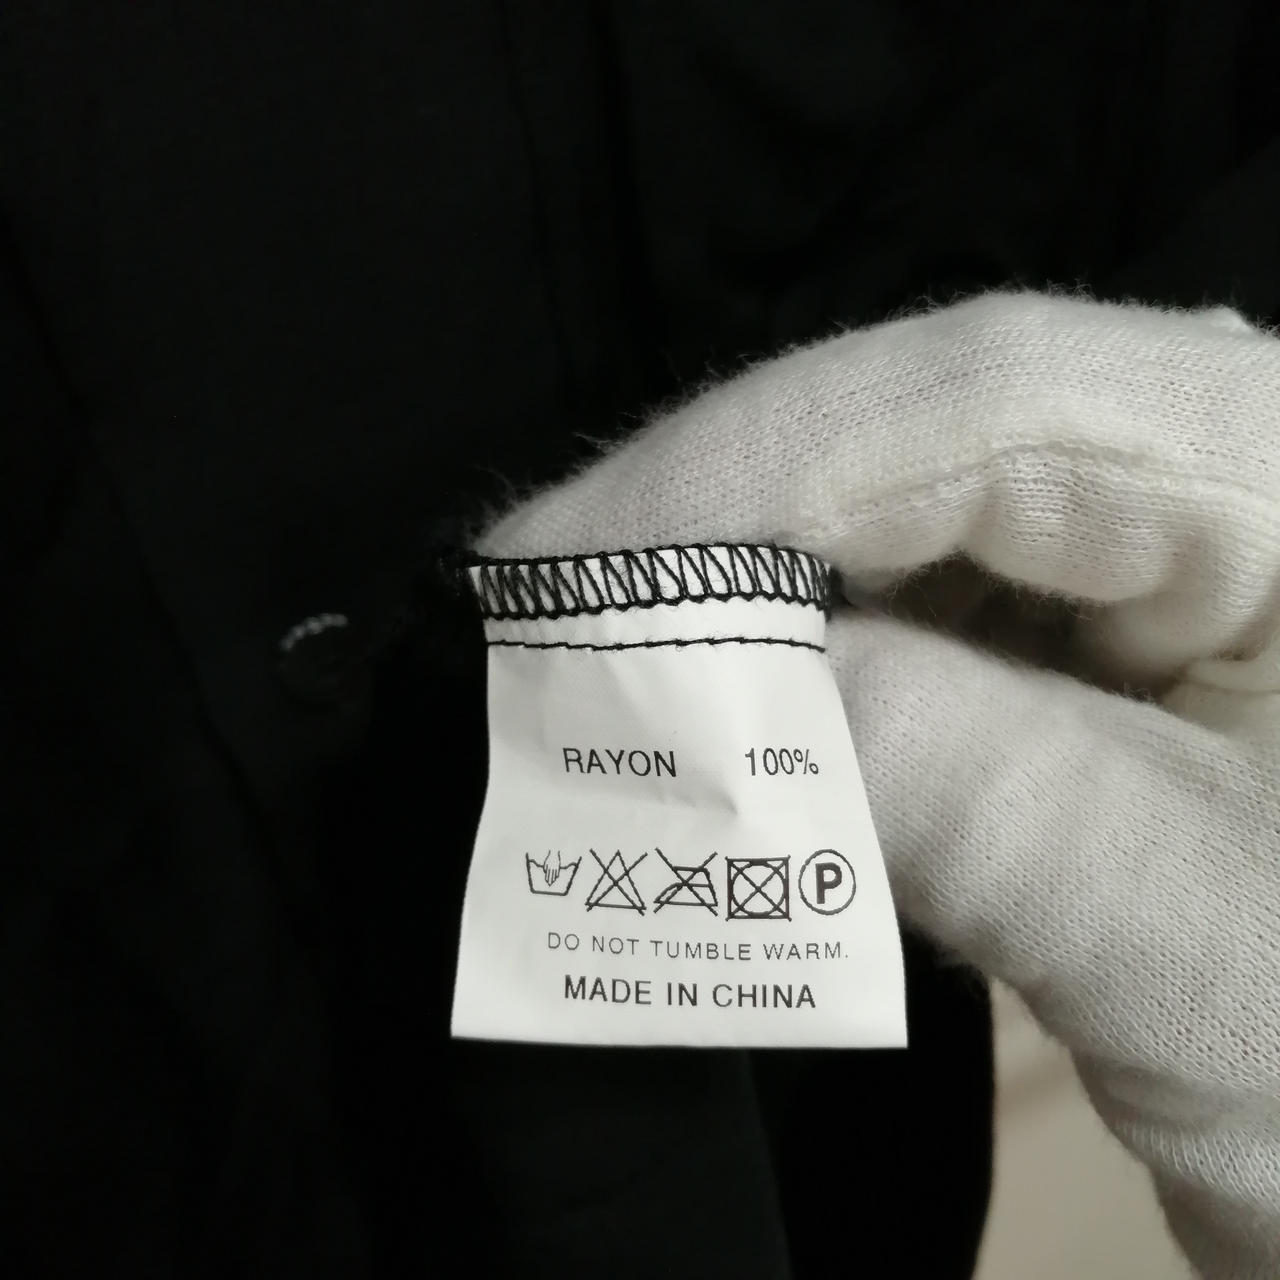 RAYON 100%
P
DO NOT TUMBLE WARM.
MADE IN CHINA